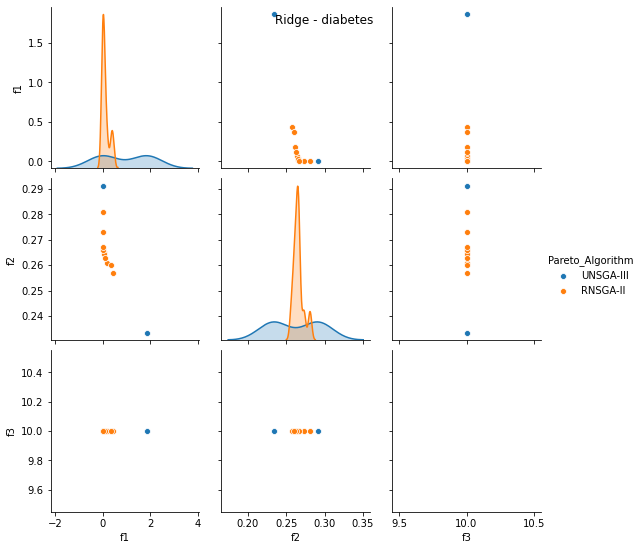 Ridge - diabetes
1.5
1.0
0.5
0.0
f1
0.29
0.28
0.27
0.26
0.25
0.24
f2
Pareto_Algorithm
UNSGA-III
RNSGA-II
10.4
10.2
10.0
9.8
9.6
f3
−2 0 2 4
f1
0.20 0.25 0.30 0.35
f2
9.5 10.0 10.5
f3